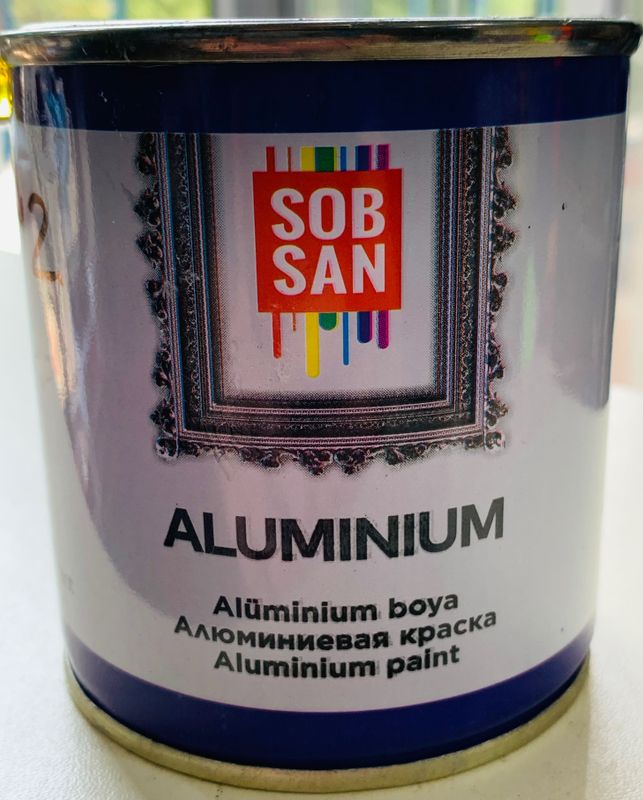 SOB
SAN
ALUMINIUM
Alüminium boya
Алюминиевая краска
Aluminium paint